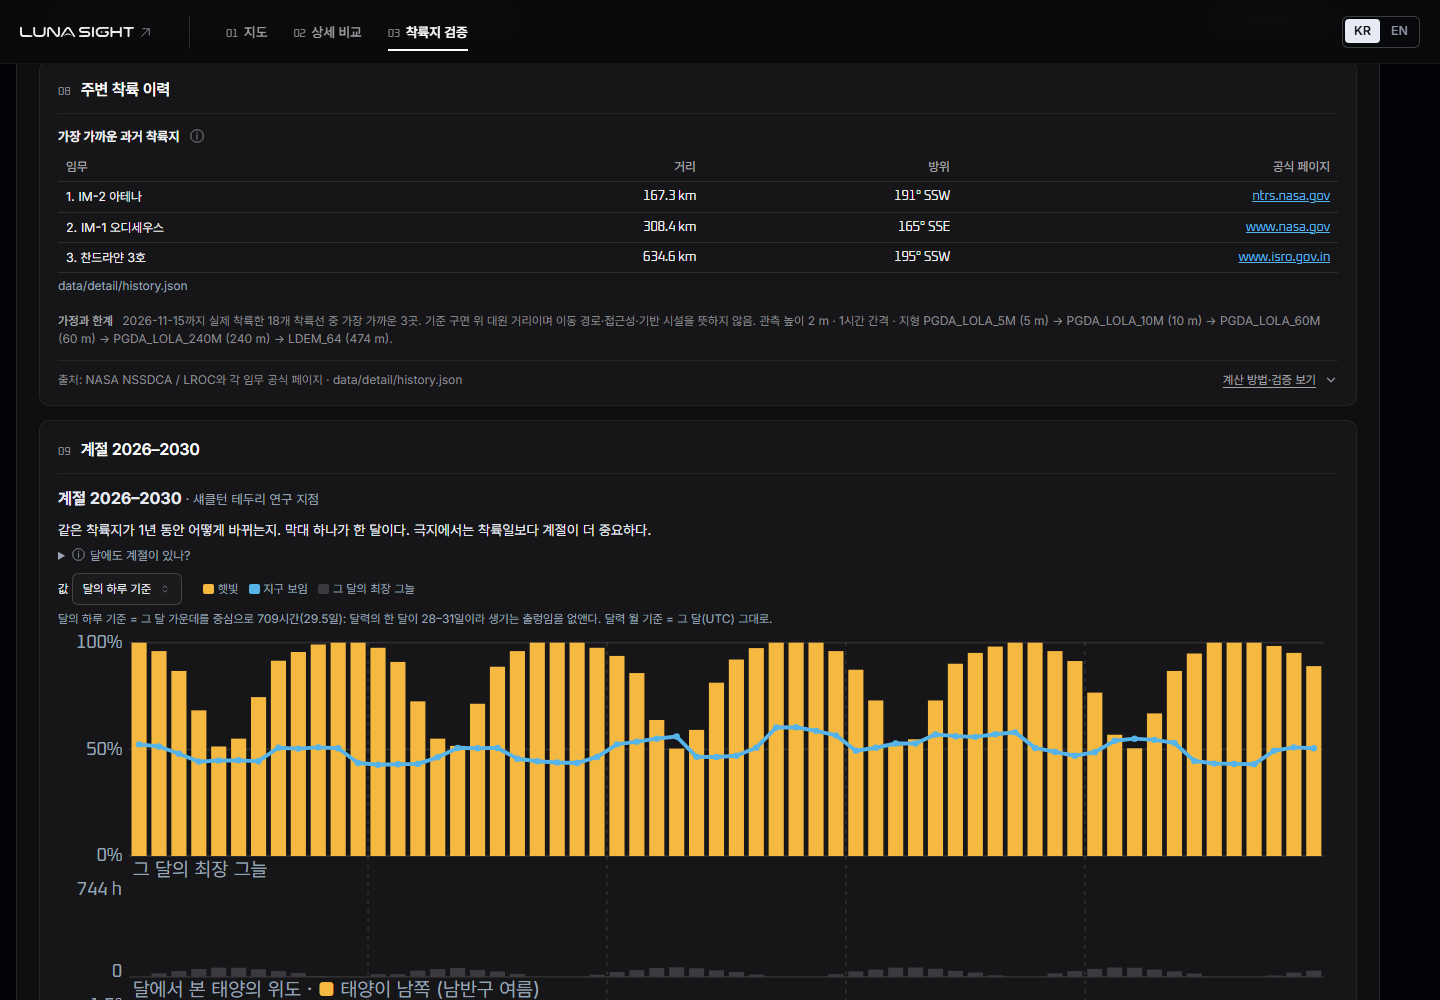 LUNA SIGHT
01 지도
02 상세 비교
03 착륙지 검증
KR EN
08 주변 착륙 이력
가장 가까운 과거 착륙지
임무 거리 방위 공식 페이지
1. IM-2 아테나 167.3 km 191° SSW ntrs.nasa.gov
2. IM-1 오디세우스 308.4 km 165° SSE www.nasa.gov
3. 찬드라얀 3호 634.6 km 195° SSW www.isro.gov.in
data/detail/history.json
가정과 한계 2026-11-15까지 실제 착륙한 18개 착륙선 중 가장 가까운 3곳. 기준 구면 위 대원 거리이며 이동 경로·접근성·기반 시설을 뜻하지 않음. 관측 높이 2 m · 1시간 간격 · 지형 PGDA_LOLA_5M (5 m) → PGDA_LOLA_10M (10 m) → PGDA_LOLA_60M
(60 m) → PGDA_LOLA_240M (240 m) → LDEM_64 (474 m).
출처: NASA NSSDCA / LROC와 각 임무 공식 페이지 · data/detail/history.json
계산 방법·검증 보기
09 계절 2026–2030
계절 2026–2030 · 섀클턴 테두리 연구 지점
같은 착륙지가 1년 동안 어떻게 바뀌는지. 막대 하나가 한 달이다. 극지에서는 착륙일보다 계절이 더 중요하다.
달에도 계절이 있나?
값 달의 하루 기준 햇빛 지구 보임 그 달의 최장 그늘
달의 하루 기준 = 그 달 가운데를 중심으로 709시간(29.5일): 달력의 한 달이 28–31일이라 생기는 출렁임을 없앤다. 달력 월 기준 = 그 달(UTC) 그대로.
100%
50%
0%
그 달의 최장 그늘
744 h
0
달에서 본 태양의 위도 · 태양이 남쪽 (남반구 여름)